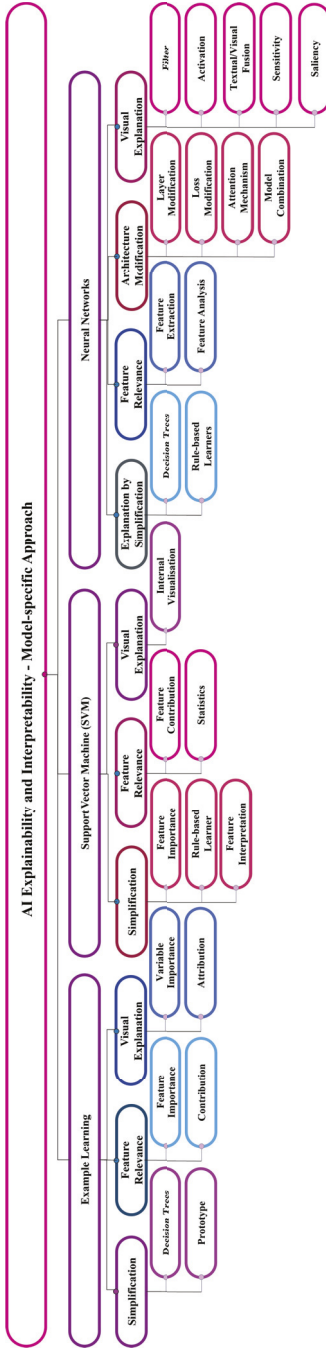 AI Explainability and Interpretability - Model-specific Approach
Example Learning
Support Vector Machine (SVM)
Neural Networks
Simplification
Feature
Relevance
Visual
Explanation
Simplification
Feature
Relevance
Visual
Explanation
Explanation by
Simplification
Feature
Relevance
Architecture
Modification
Visual
Explanation
Decision Trees
Prototype
Feature
Importance
Contribution
Variable
Importance
Attribution
Feature
Importance
Rule-based
Learner
Feature
Interpretation
Feature
Contribution
Statistics
Internal
Visualisation
Decision Trees
Rule-based
Learners
Feature
Extraction
Feature Analysis
Layer
Modification
Loss
Modification
Attention
Mechanism
Model
Combination
Filter
Activation
Textual/Visual
Fusion
Sensitivity
Saliency